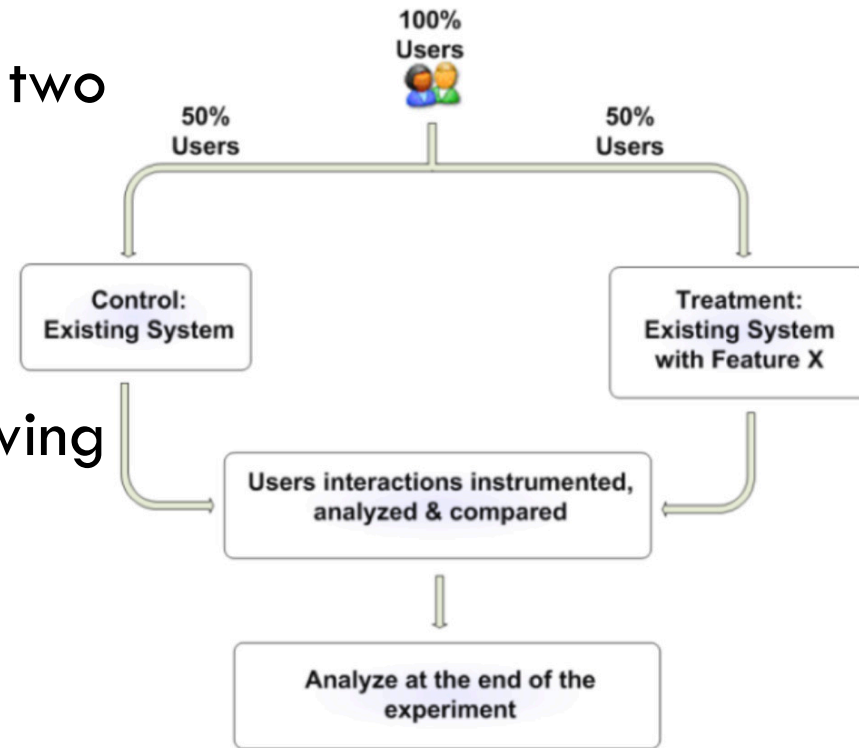 100%
Users
two
50%
Users
50%
Users
Control:
Existing System
Treatment:
Existing System
with Feature X
Users interactions instrumented,
analyzed & compared
Analyze at the end of the
experiment